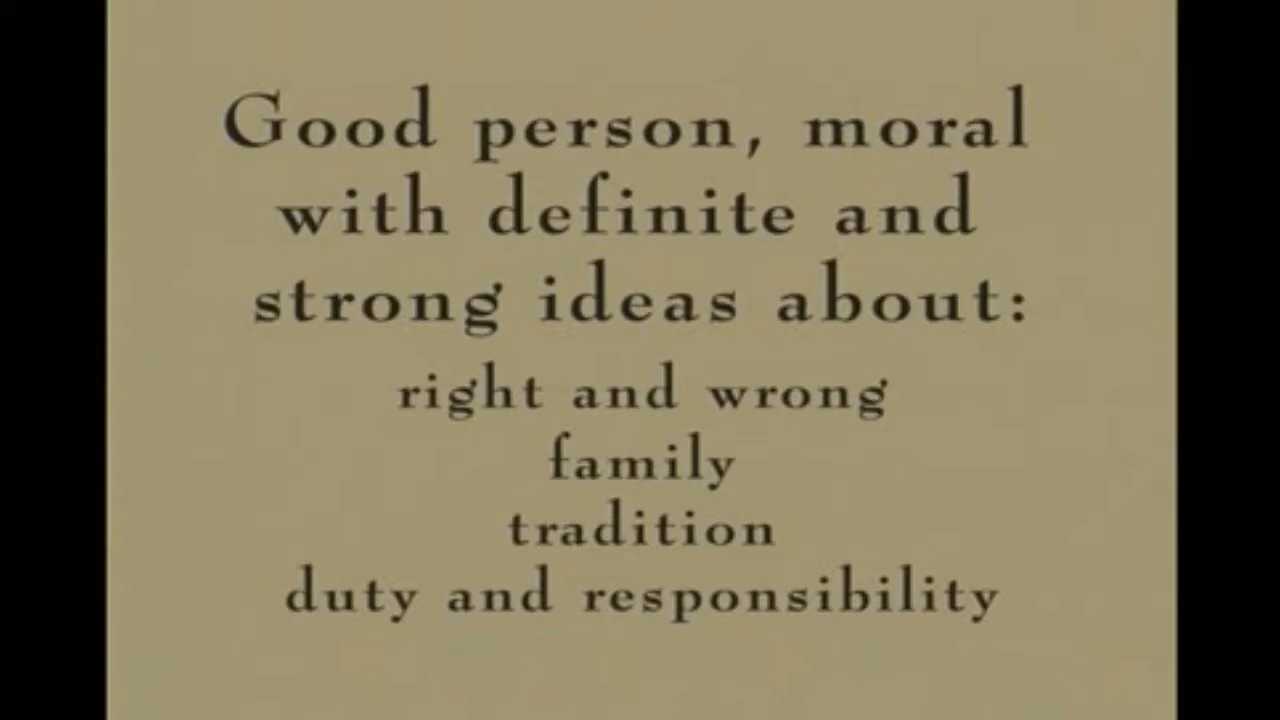 Good person, moral
with definite and
strong ideas about:
right and wrong
family
tradition
duty and responsibility